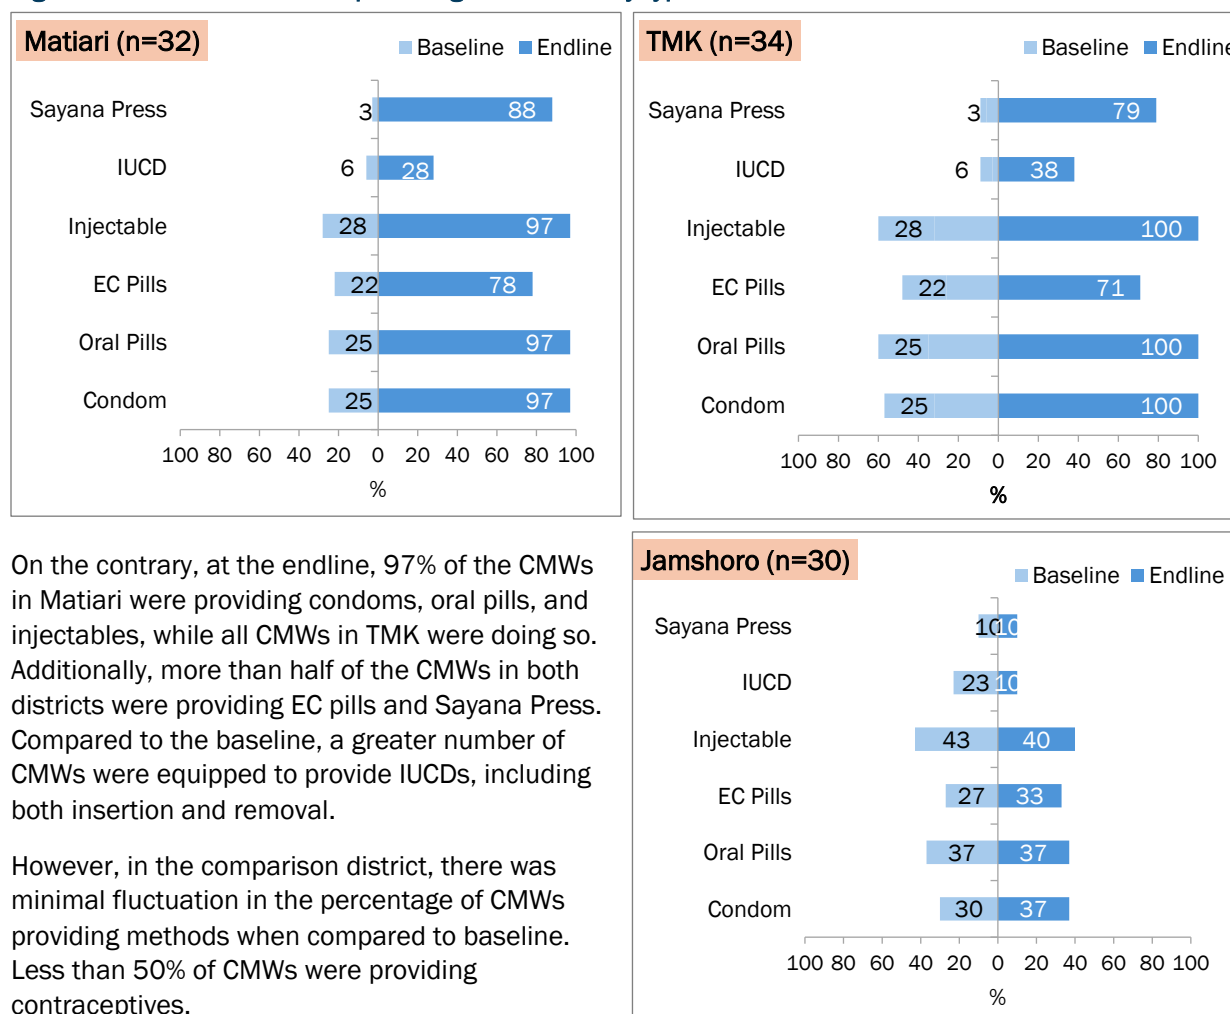 Matiari (n=32)
Baseline Endline
Sayana Press 3 88
IUCD 6 28
Injectable 28 97
EC Pills 22 78
Oral Pills 25 97
Condom 25 97
100 80 60 40 20 0 20 40 60 80 100
%
TMK (n=34)
Baseline Endline
Sayana Press 3 79
IUCD 6 38
Injectable 28 100
EC Pills 22 71
Oral Pills 25 100
Condom 25 100
100 80 60 40 20 0 20 40 60 80 100
%
On the contrary, at the endline, 97% of the CMWs
in Matiari were providing condoms, oral pills, and
injectables, while all CMWs in TMK were doing so.
Additionally, more than half of the CMWs in both
districts were providing EC pills and Sayana Press.
Compared to the baseline, a greater number of
CMWs were equipped to provide IUCDs, including
both insertion and removal.
However, in the comparison district, there was
minimal fluctuation in the percentage of CMWs
providing methods when compared to baseline.
Less than 50% of CMWs were providing
contraceptives.
Jamshoro (n=30)
Baseline Endline
Sayana Press 10 10
IUCD 23 10
Injectable 43 40
EC Pills 27 33
Oral Pills 37 37
Condom 30 37
100 80 60 40 20 0 20 40 60 80 100
%